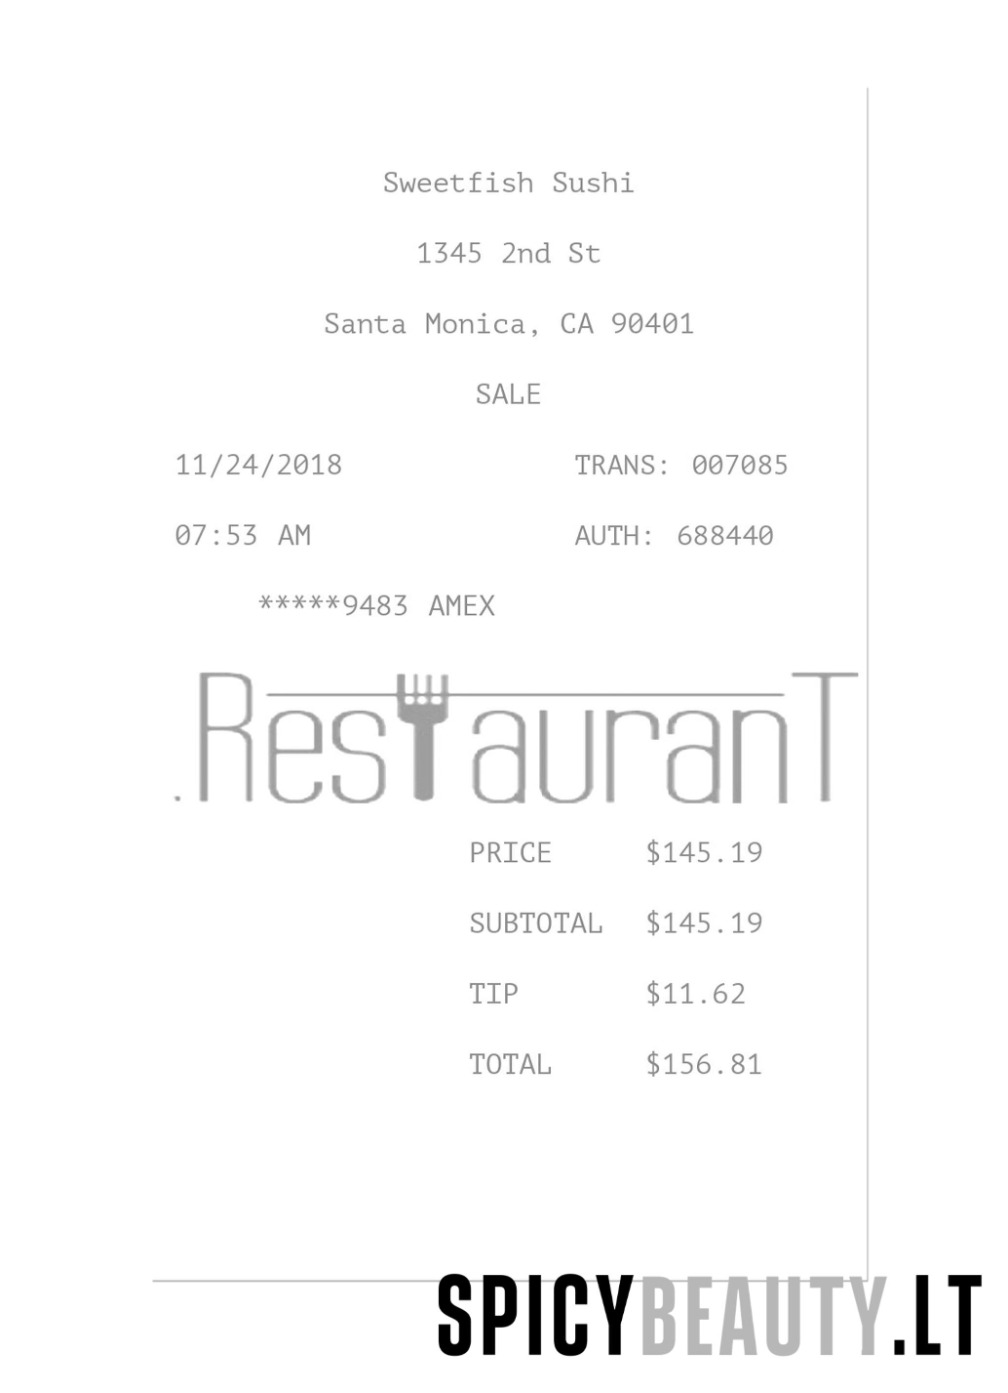 Sweetfish Sushi
1345 2nd St
Santa Monica, CA 90401
SALE
11/24/2018 TRANS: 007085
07:53 AM AUTH: 688440
*****9483 AMEX
.RestauranT
PRICE $145.19
SUBTOTAL $145.19
TIP $11.62
TOTAL $156.81
SPICYBEAUTY.LT